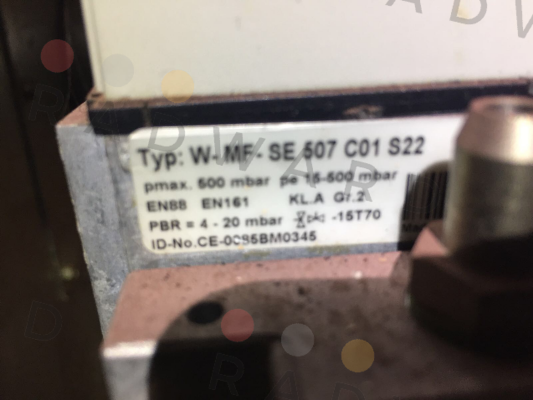 Typ: W- MF- SE 507 C01 S22
pmax. 500 mbar pe 15-500 mbar
EN88 EN161 KL.A Gr.2
PBR = 4 - 20 mbar -15T70
ID-No.CE-0085BM0345